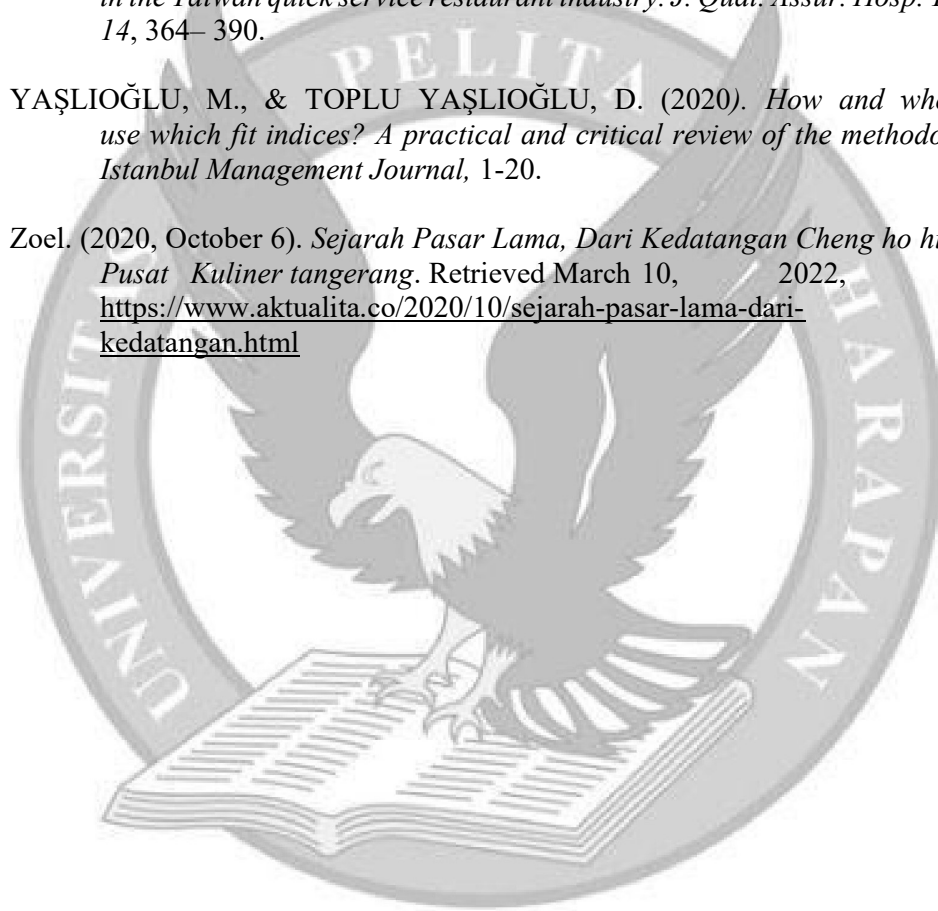 in the Taiwan quick service restaurant industry. J. Qual. Assur. Hosp.
14, 364– 390.
YAŞLIOĞLU, M., & TOPLU YAŞLIOĞLU, D. (2020). How and
use which fit indices? A practical and critical review of the
Istanbul Management Journal, 1-20.
Zoel. (2020, October 6). Sejarah Pasar Lama, Dari Kedatangan Cheng ho
Pusat Kuliner tangerang. Retrieved March 10, 2022,
https://www.aktualita.co/2020/10/sejarah-pasar-lama-dari-
kedatangan.html
UNIVERSITAS PELITA HARAPAN